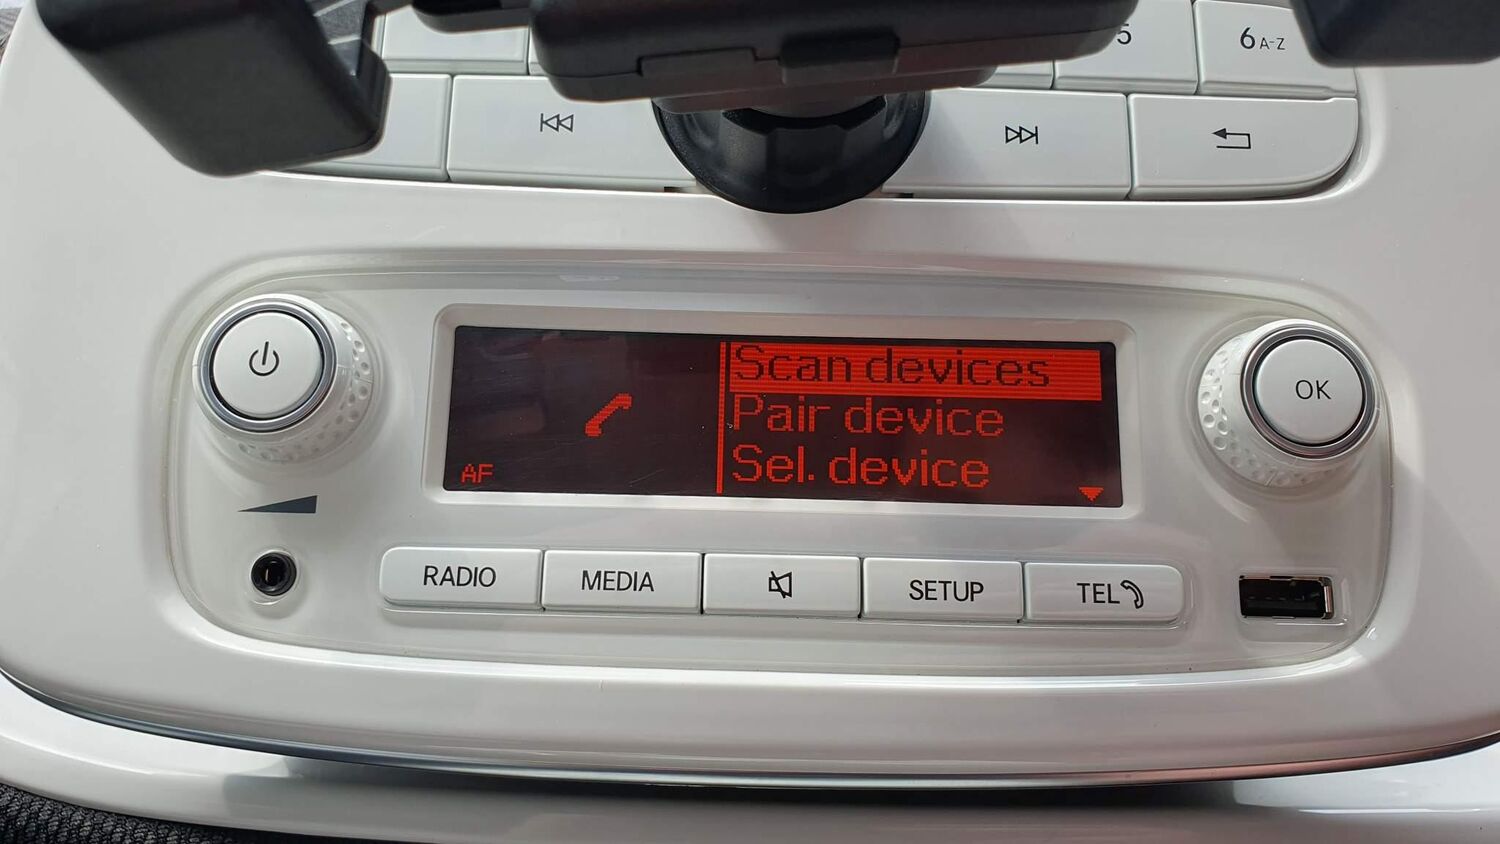 5
6 A-Z
Scan devices
Pair device
Sel. device
AF
OK
RADIO
MEDIA
SETUP
TEL